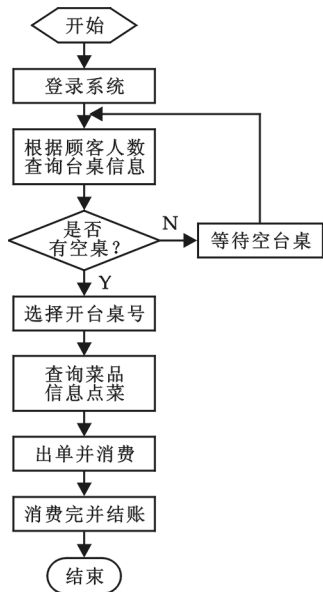 开始
登录系统
根据顾客人数
查询台桌信息
是否
有空桌?
N
等待空台桌
Y
选择开台桌号
查询菜品
信息点菜
出单并消费
消费完并结账
结束